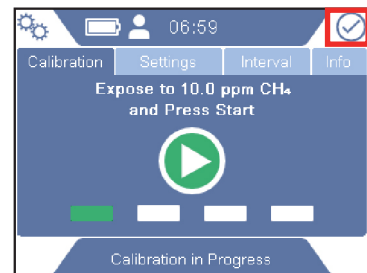 06:59
Calibration Settings Interval Info
Expose to 10.0 ppm CH₄
and Press Start
Calibration in Progress